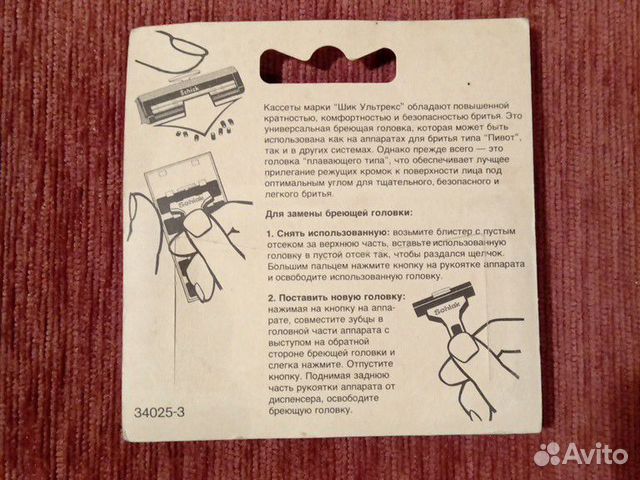 Schick
Кассеты марки "Шик Ультрекс" обладают повышенной
кратностью, комфортностью и безопасностью бритья. Это
универсальная бреющая головка, которая может быть
использована как на аппаратах для бритья типа "Пивот",
так и в других системах. Однако прежде всего — это
головка "плавающего типа", что обеспечивает лучшее
прилегание режущих кромок к поверхности лица под
оптимальным углом для тщательного, безопасного и
легкого бритья.
Для замены бреющей головки:
1. Снять использованную: возьмите блистер с пустым
отсеком за верхнюю часть, вставьте использованную
головку в пустой отсек так, чтобы раздался щелчок.
Большим пальцем нажмите кнопку на рукоятке аппарата
и освободите использованную головку.
Schick
2. Поставить новую головку:
нажимая на кнопку на аппа-
рате, совместите зубцы в
головной части аппарата с
выступом на обратной
стороне бреющей головки и
слегка нажмите. Отпустите
кнопку. Поднимая заднюю
часть рукоятки аппарата от
диспенсера, освободите
бреющую головку.
Schick
34025-3
Avito